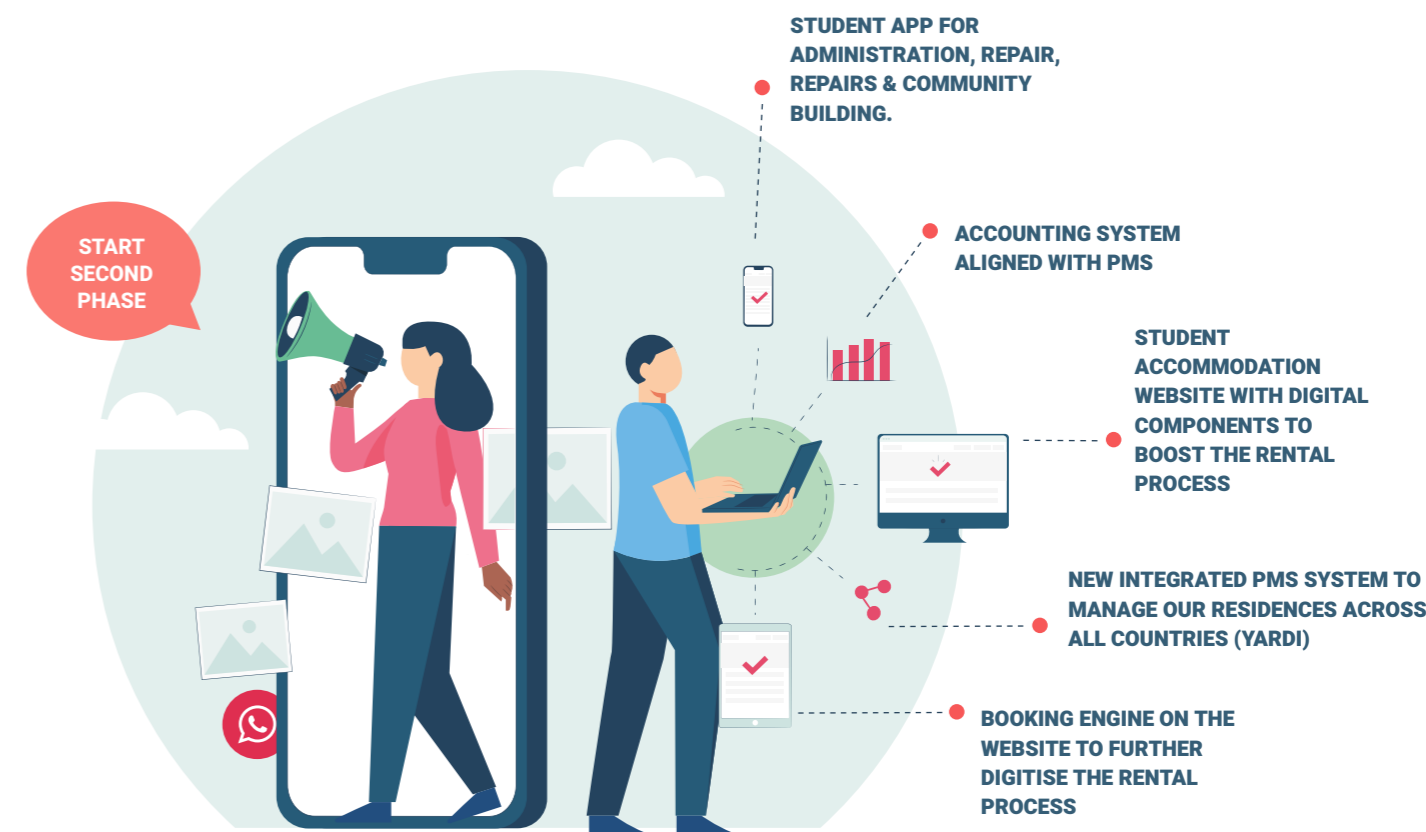 STUDENT APP FOR
ADMINISTRATION, REPAIR,
REPAIRS & COMMUNITY
BUILDING.
START
SECOND
PHASE
ACCOUNTING SYSTEM
ALIGNED WITH PMS
STUDENT
ACCOMMODATION
WEBSITE WITH DIGITAL
COMPONENTS TO
BOOST THE RENTAL
PROCESS
NEW INTEGRATED PMS SYSTEM TO
MANAGE OUR RESIDENCES ACROSS
ALL COUNTRIES (YARDI)
BOOKING ENGINE ON THE
WEBSITE TO FURTHER
DIGITISE THE RENTAL
PROCESS